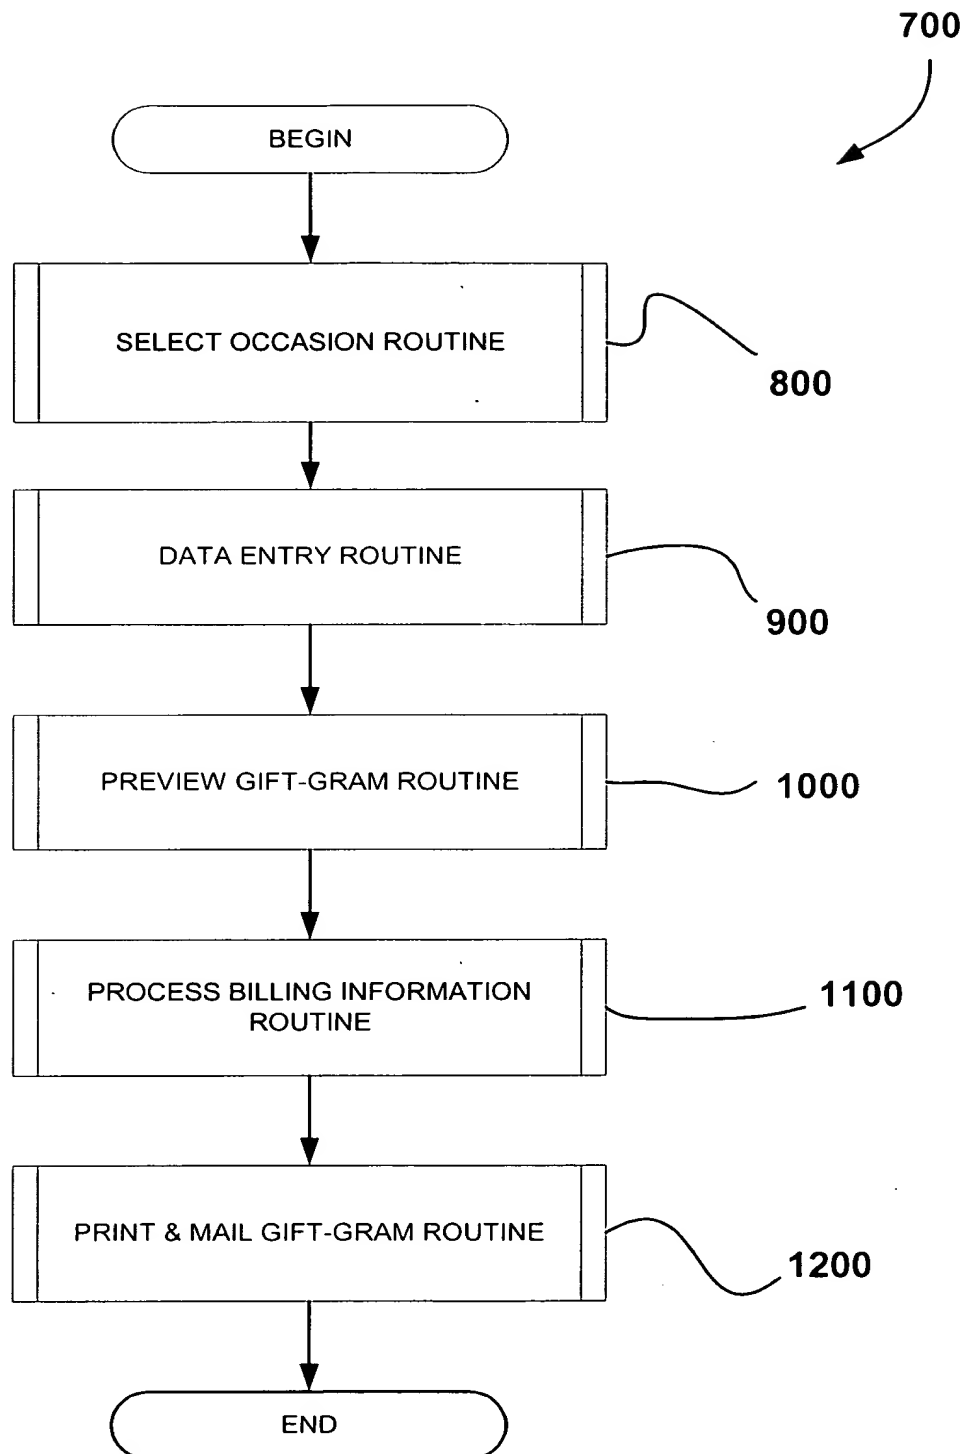 700
BEGIN
SELECT OCCASION ROUTINE
800
DATA ENTRY ROUTINE
900
PREVIEW GIFT-GRAM ROUTINE
1000
PROCESS BILLING INFORMATION
ROUTINE
1100
PRINT & MAIL GIFT-GRAM ROUTINE
1200
END